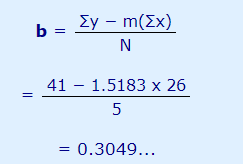 b = Σy − m(Σx)
N
= 41 − 1.5183 x 26
5
= 0.3049...